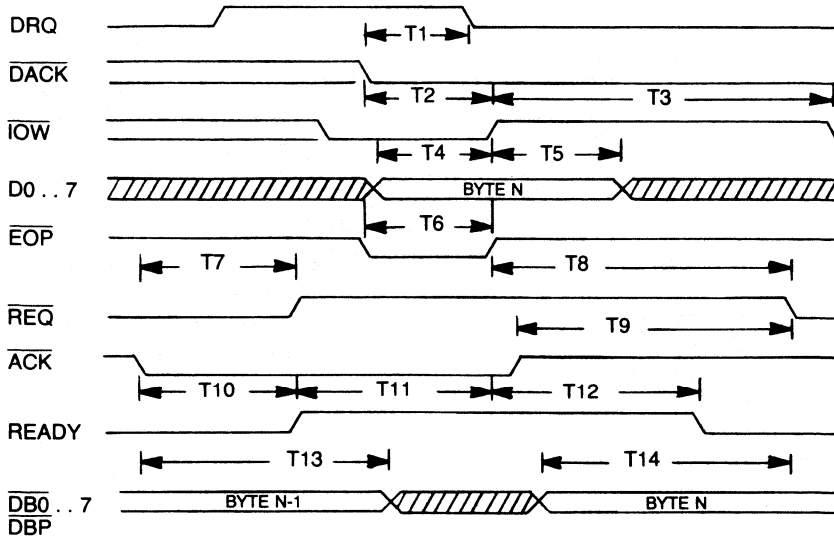 DRQ
T1
DACK
T2 T3
IOW
T4 T5
D0 . . 7 BYTE N
T6
EOP
T7 T8
REQ
T9
ACK
T10 T11 T12
READY
T13 T14
DB0 . . 7 BYTE N-1 BYTE N
DBP